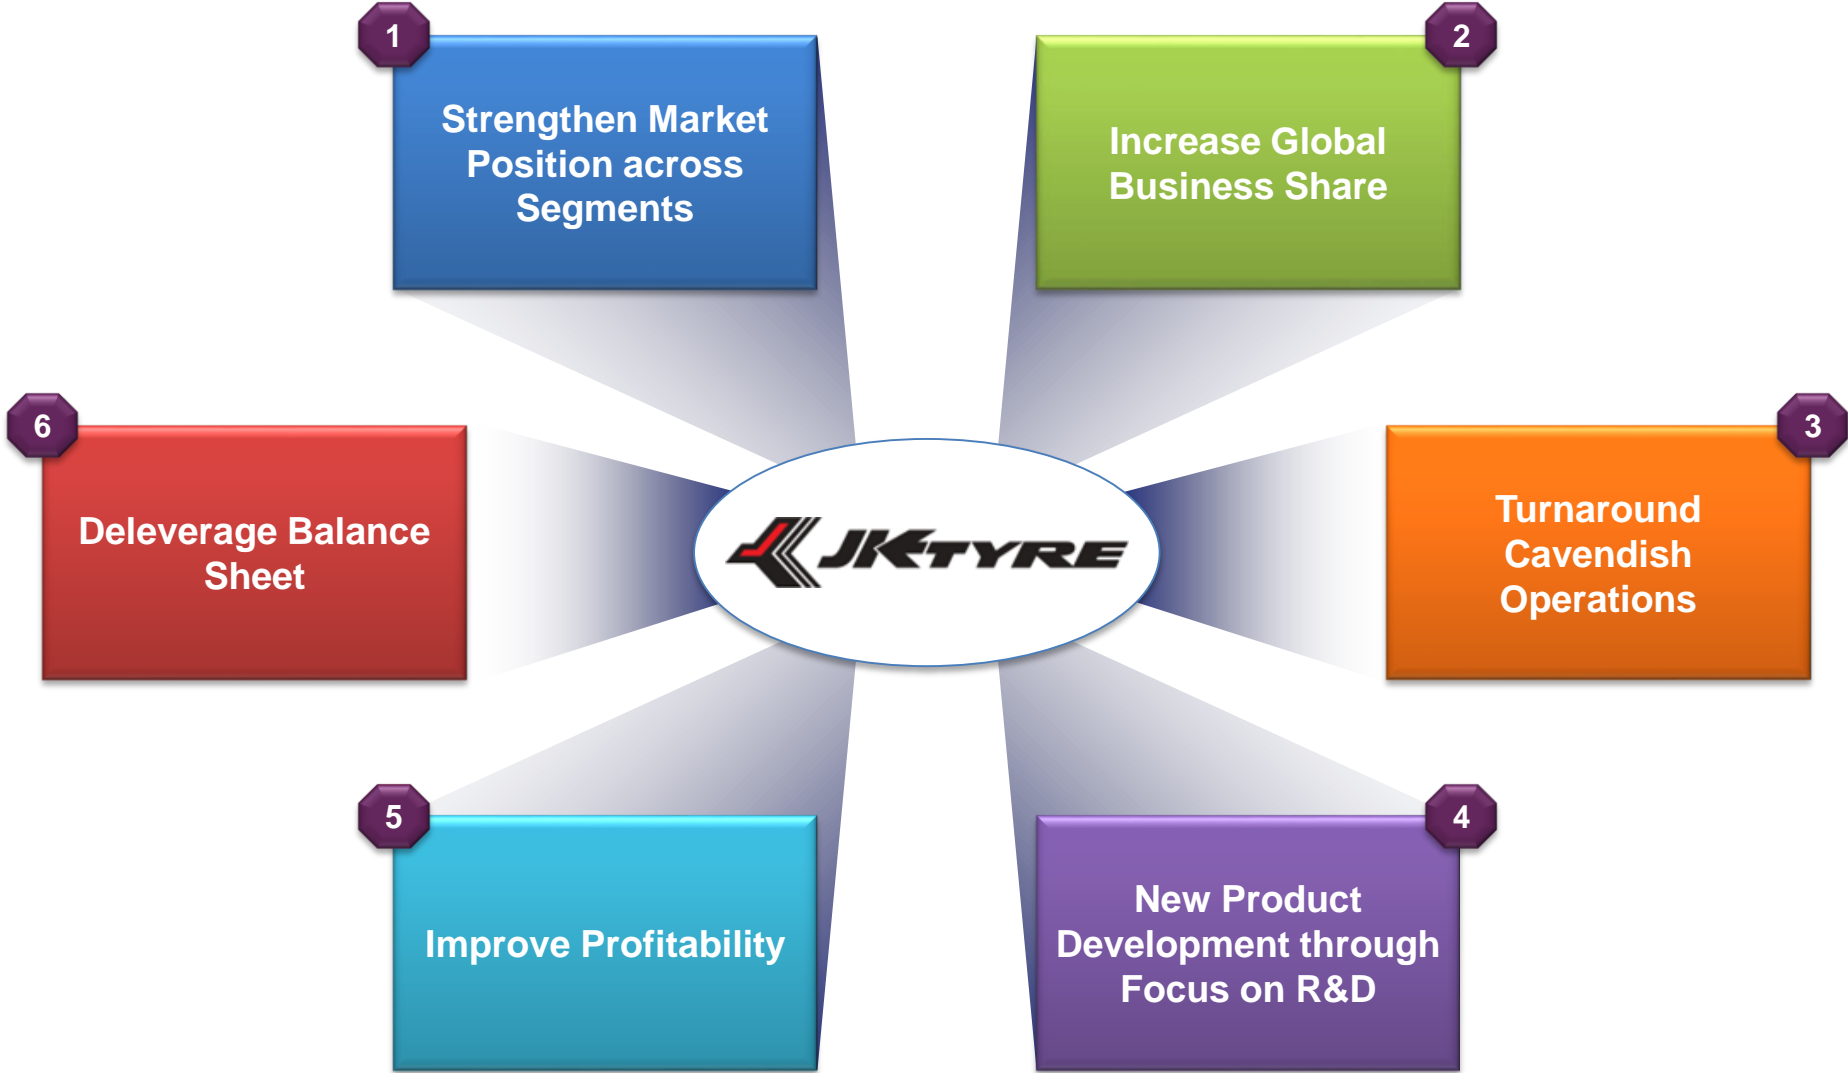 1
Strengthen Market
Position across
Segments
2
Increase Global
Business Share
3
Turnaround
Cavendish
Operations
4
New Product
Development through
Focus on R&D
5
Improve Profitability
6
Deleverage Balance
Sheet
JKTYRE